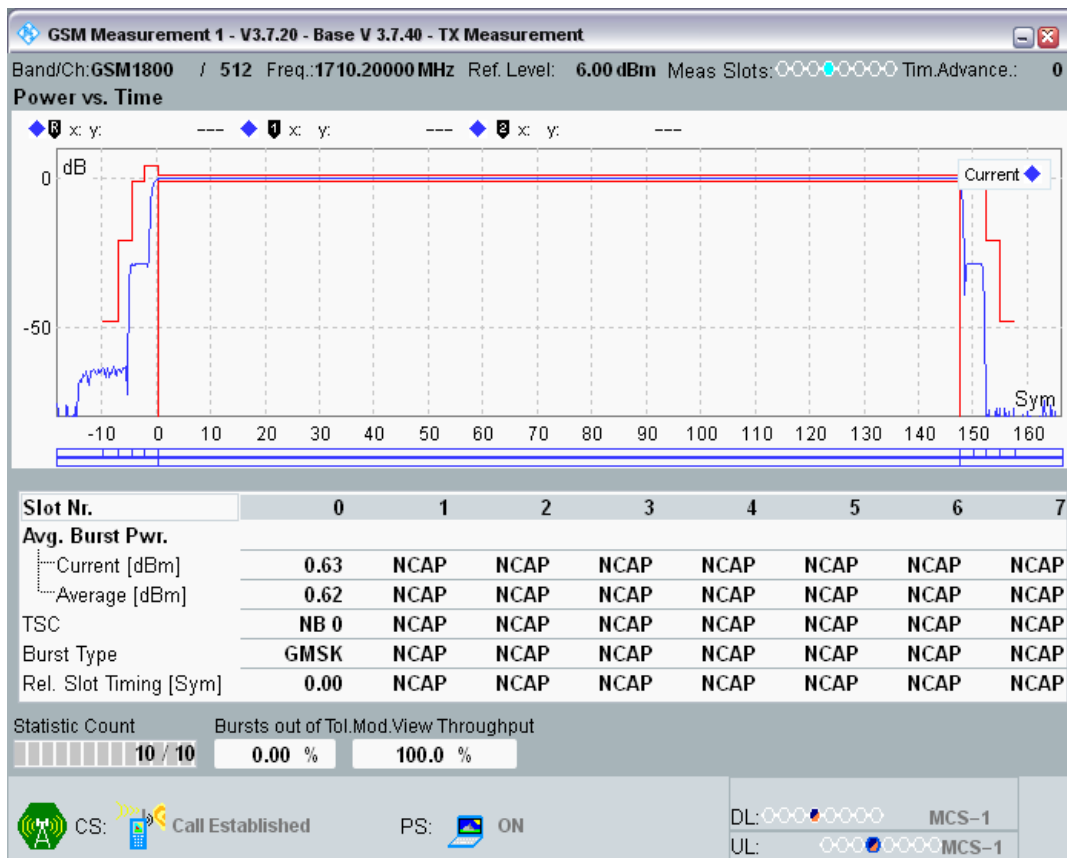 GSM Measurement 1 - V3.7.20 - Base V 3.7.40 - TX Measurement
Band/Ch:GSM1800 / 512 Freq.:1710.20000 MHz Ref. Level: 6.00 dBm Meas Slots: Tim.Advance.: 0
Power vs. Time
R x: y: --- 1 x: y: --- 2 x: y: ---
dB
Current
0
-50
Sym
-10 0 10 20 30 40 50 60 70 80 90 100 110 120 130 140 150 160
Slot Nr. 0 1 2 3 4 5 6 7
Avg. Burst Pwr.
Current [dBm] 0.63 NCAP NCAP NCAP NCAP NCAP NCAP NCAP
Average [dBm] 0.62 NCAP NCAP NCAP NCAP NCAP NCAP NCAP
TSC NB 0 NCAP NCAP NCAP NCAP NCAP NCAP NCAP
Burst Type GMSK NCAP NCAP NCAP NCAP NCAP NCAP NCAP
Rel. Slot Timing [Sym] 0.00 NCAP NCAP NCAP NCAP NCAP NCAP NCAP
Statistic Count Bursts out of Tol. Mod.View Throughput
10 / 10 0.00 % 100.0 %
CS: Call Established PS: ON
DL: MCS-1
UL: MCS-1